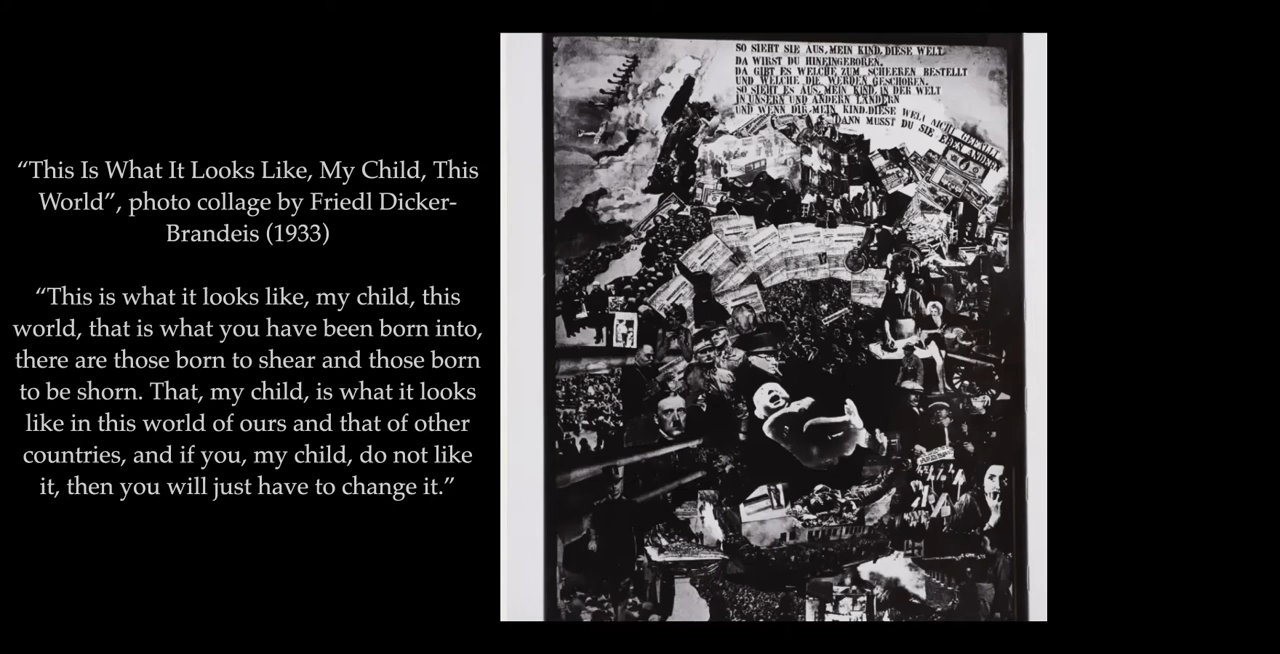 “This Is What It Looks Like, My Child, This
World”, photo collage by Friedl Dicker-
Brandeis (1933)
“This is what it looks like, my child, this
world, that is what you have been born into,
there are those born to shear and those born
to be shorn. That, my child, is what it looks
like in this world of ours and that of other
countries, and if you, my child, do not like
it, then you will just have to change it.”
SO SIEHT SIE AUS, MEIN KIND, DIESE WELT
DA WIRST DU HINEINGEBOREN.
DA GIBT ES WELCHE ZUM SCHEEREN BESTELLT
UND WELCHE DIE WERDEN GESCHOREN.
SO SIEHT ES AUS, MEIN KIND, IN DER WELT
IN UNSERN UND ANDERN LÄNDERN
UND WENN DIR, MEIN KIND, DIESE WELT NICHT GEFÄLLT,
DANN MUSST DU SIE EBEN ÄNDERN